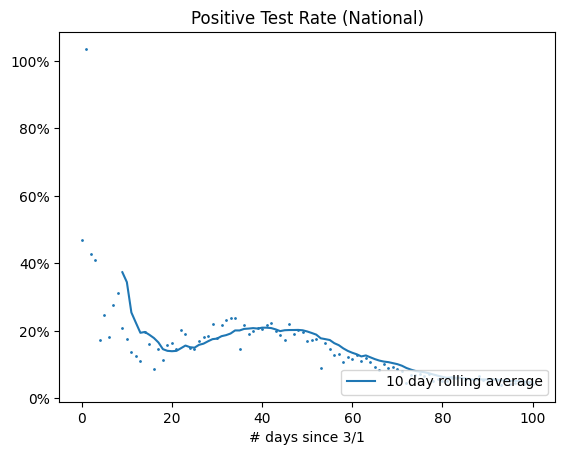 Positive Test Rate (National)
100%
80%
60%
40%
20%
0%
10 day rolling average
0 20 40 60 80 100
# days since 3/1